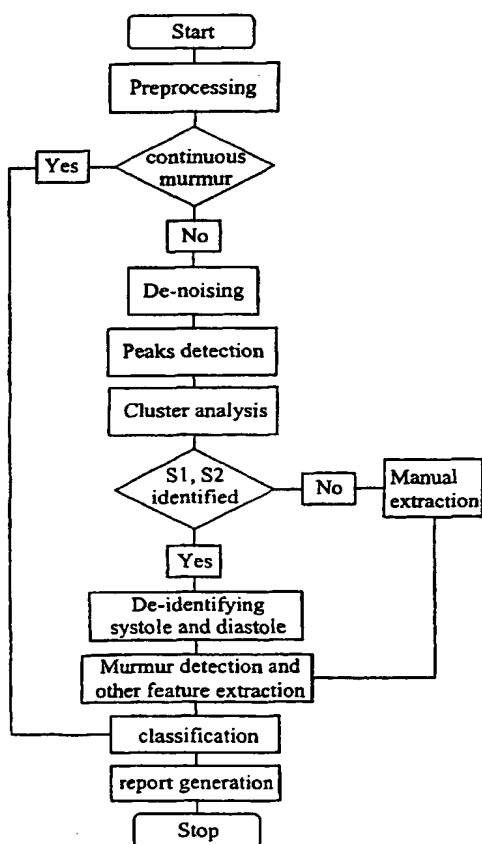 Start
Preprocessing
Yes
continuous
murmur
No
De-noising
Peaks detection
Cluster analysis
S1, S2
identified
No
Manual
extraction
Yes
De-identifying
systole and diastole
Murmur detection and
other feature extraction
classification
report generation
Stop